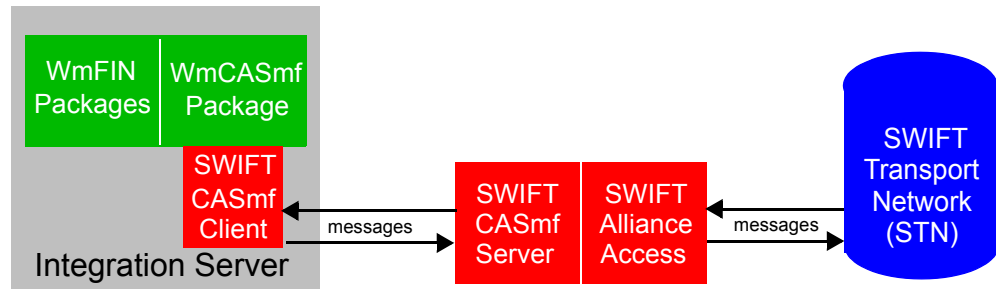 WmFIN
Packages
WmCASmf
Package
SWIFT
CASmf
Client
Integration Server
messages
SWIFT
CASmf
Server
SWIFT
Alliance
Access
messages
SWIFT
Transport
Network
(STN)